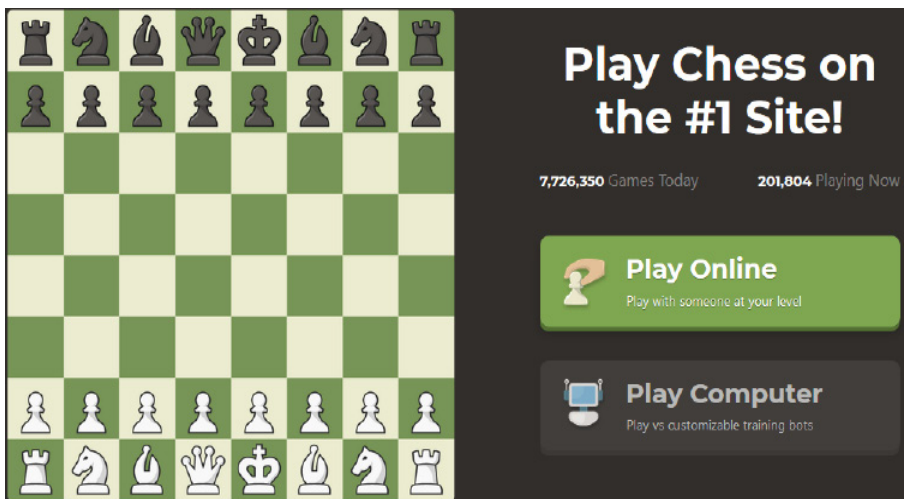 Play Chess on
the #1 Site!
7,726,350 Games Today 201,804 Playing Now
Play Online
Play with someone at your level
Play Computer
Play vs customizable training bots